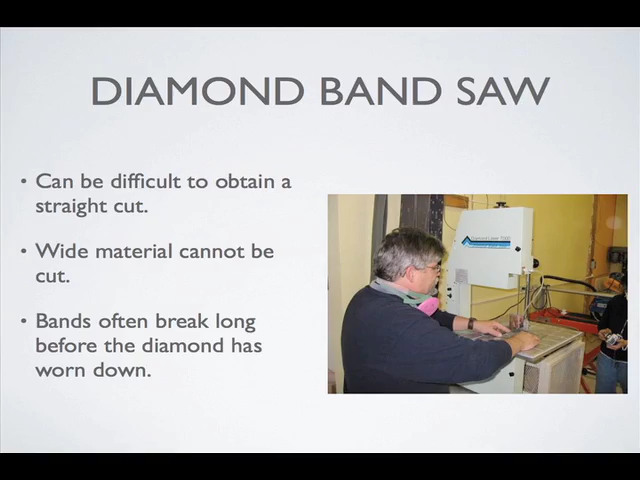 DIAMOND BAND SAW
• Can be difficult to obtain a
straight cut.
• Wide material cannot be
cut.
• Bands often break long
before the diamond has
worn down.